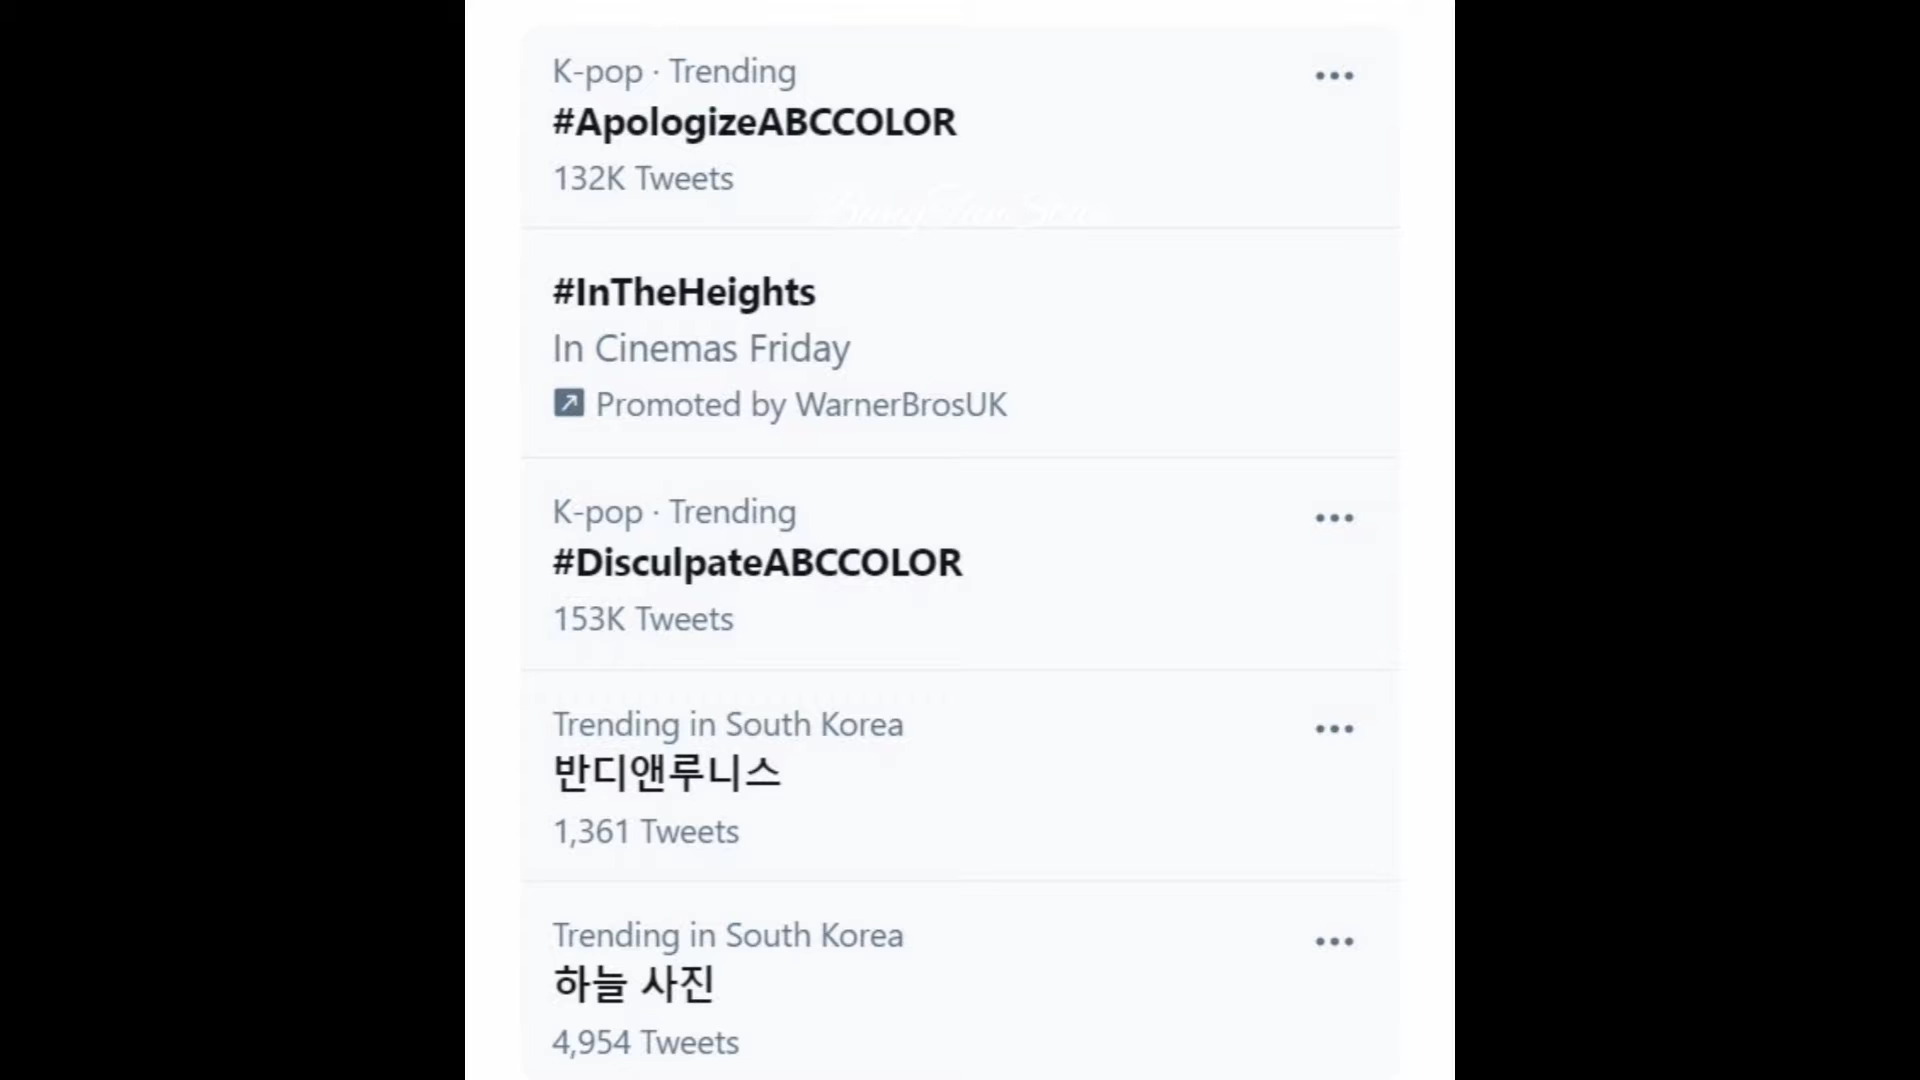 K-pop · Trending
#ApologizeABCCOLOR
132K Tweets
#InTheHeights
In Cinemas Friday
Promoted by WarnerBrosUK
K-pop · Trending
#DisculpateABCCOLOR
153K Tweets
Trending in South Korea
반디앤루니스
1,361 Tweets
Trending in South Korea
하늘 사진
4,954 Tweets